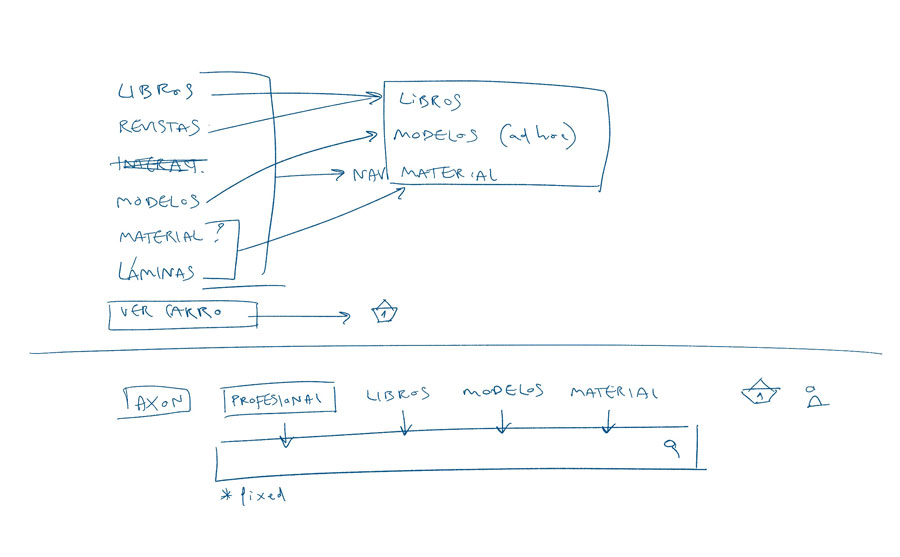 LIBROS
REVISTAS
MODELOS
MATERIAL ?
LÁMINAS
VER CARRO
NAV
LIBROS
MODELOS (ad hoc)
MATERIAL
1
AXON
PROFESIONAL
LIBROS
MODELOS
MATERIAL
1
* fixed